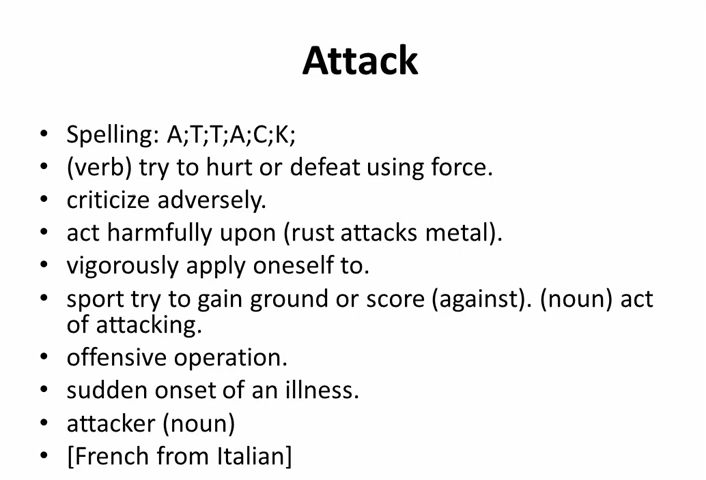 Attack
• Spelling: A;T;T;A;C;K;
• (verb) try to hurt or defeat using force.
• criticize adversely.
• act harmfully upon (rust attacks metal).
• vigorously apply oneself to.
• sport try to gain ground or score (against). (noun) act
of attacking.
• offensive operation.
• sudden onset of an illness.
• attacker (noun)
• [French from Italian]